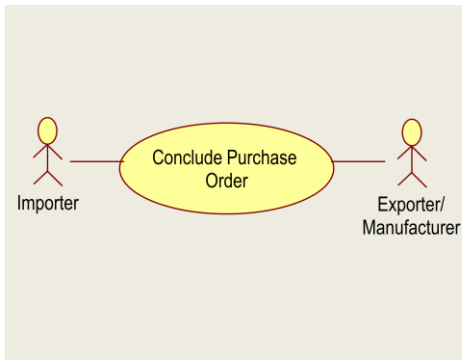 Conclude Purchase
Order
Importer
Exporter/
Manufacturer